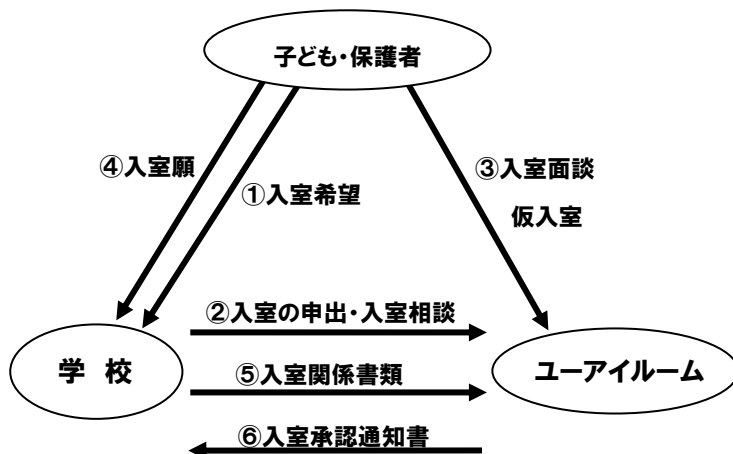 子ども・保護者
④入室願
①入室希望
③入室面談
仮入室
②入室の申出・入室相談
学 校
ユーアイルーム
⑤入室関係書類
⑥入室承認通知書